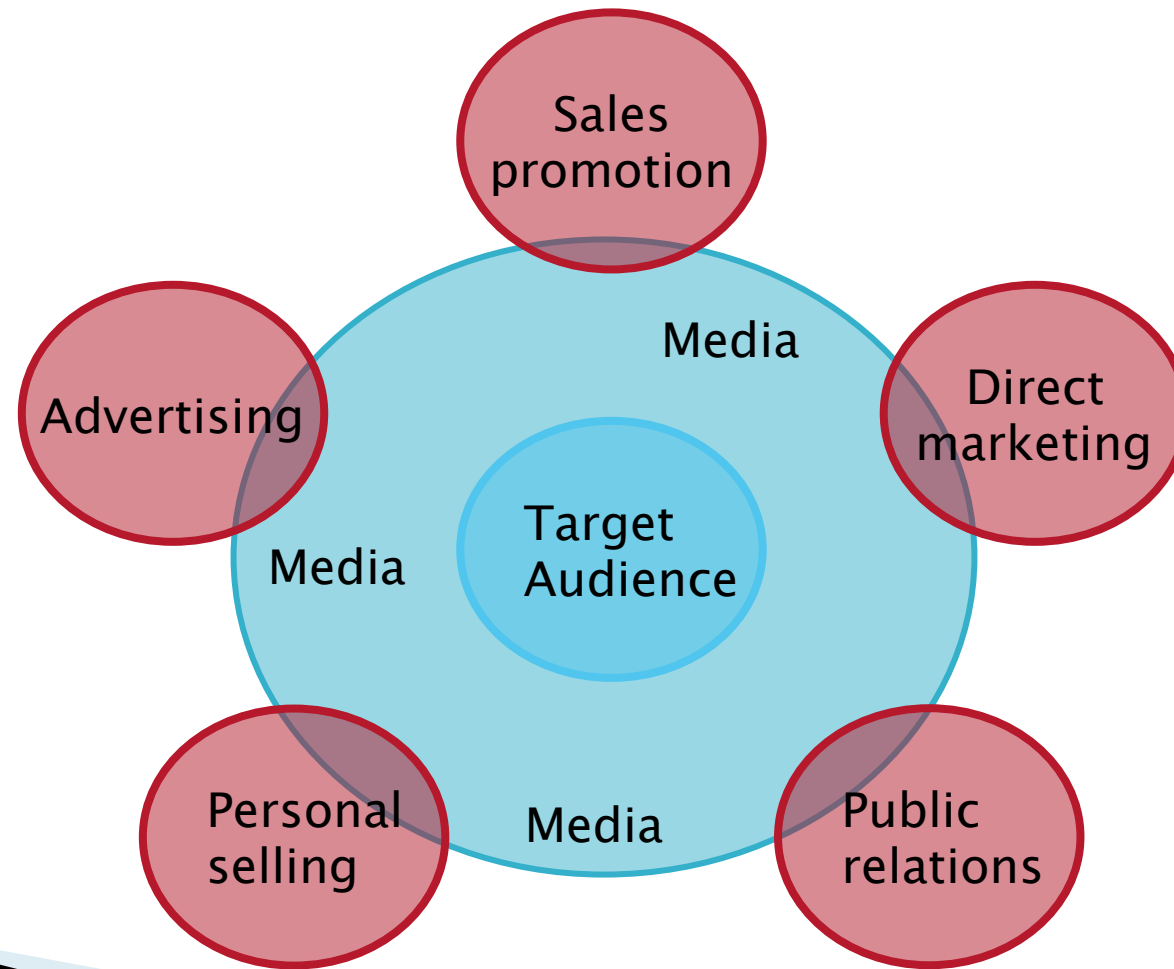 Sales
promotion
Media
Direct
marketing
Advertising
Target
Audience
Media
Personal
selling
Media
Public
relations